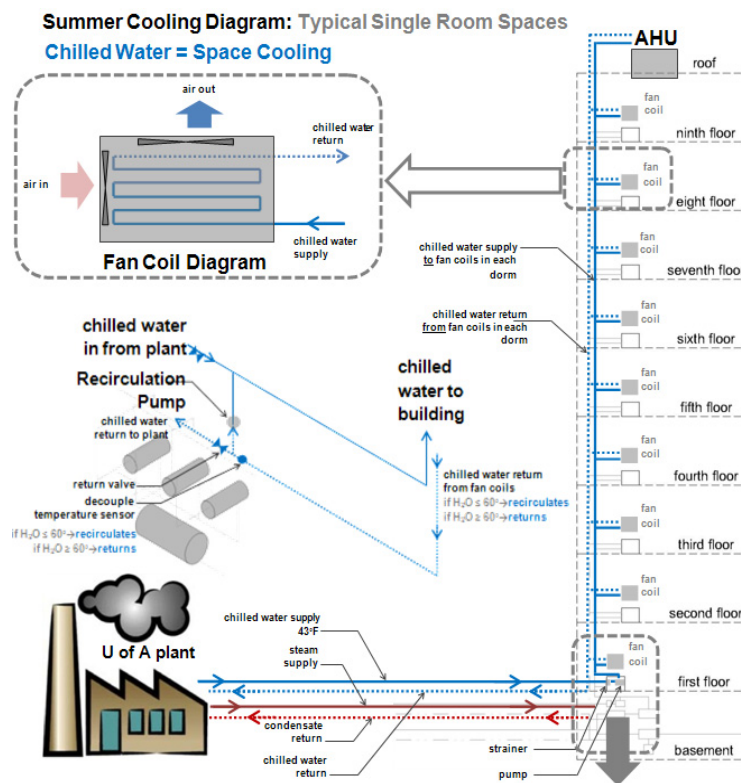 Summer Cooling Diagram: Typical Single Room Spaces
Chilled Water = Space Cooling
air out
chilled water
return
air in
chilled water
supply
Fan Coil Diagram
AHU
roof
fan
coil
ninth floor
fan
coil
eight floor
chilled water supply
to fan coils in each
dorm
fan
coil
seventh floor
chilled water return
from fan coils in each
dorm
fan
coil
sixth floor
fan
coil
fifth floor
fan
coil
fourth floor
fan
coil
third floor
fan
coil
second floor
fan
coil
first floor
basement
chilled water
in from plant
Recirculation
Pump
chilled water
return to plant
return valve
decouple
temperature sensor
if H₂O ≤ 60°→recirculates
if H₂O ≥ 60°→returns
chilled
water to
building
chilled water return
from fan coils
if H₂O ≤ 60°→recirculates
if H₂O ≥ 60°→returns
U of A plant
chilled water supply
43°F
steam
supply
condensate
return
chilled water
return
strainer
pump